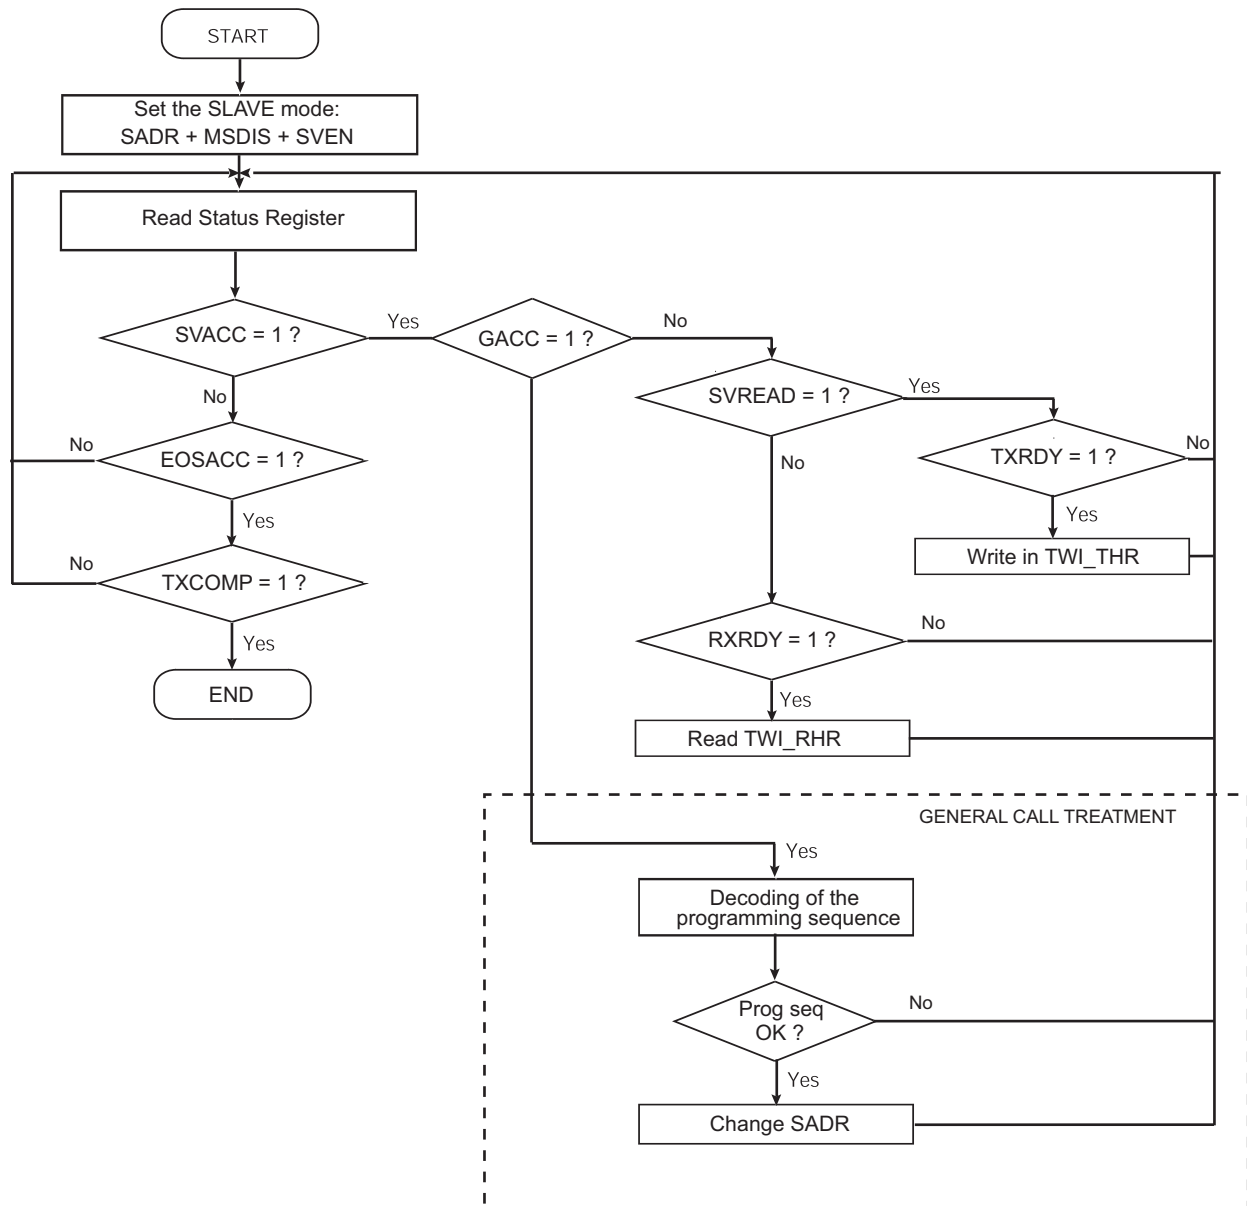 START
Set the SLAVE mode:
SADR + MSDIS + SVEN
Read Status Register
SVACC = 1 ?
Yes
GACC = 1 ?
No
SVREAD = 1 ?
Yes
No
EOSACC = 1 ?
No
No
TXRDY = 1 ?
No
Yes
Yes
Write in TWI_THR
No
TXCOMP = 1 ?
Yes
RXRDY = 1 ?
No
END
Yes
Read TWI_RHR
GENERAL CALL TREATMENT
Yes
Decoding of the
programming sequence
Prog seq
OK ?
No
Yes
Change SADR